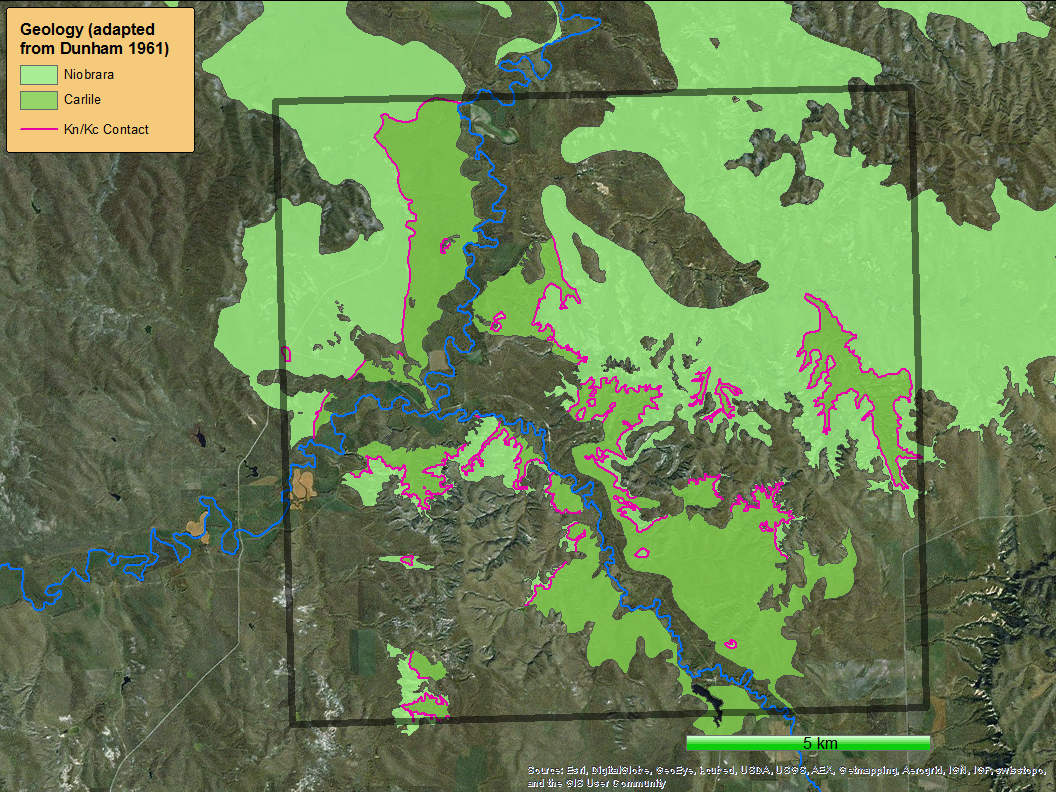 Geology (adapted
from Dunham 1961)
Niobrara
Carlile
Kn/Kc Contact
5 km
Source: Esri, DigitalGlobe, GeoEye, i-cubed, USDA, USGS, AEX, Getmapping, Aerogrid, IGN, IGP, swisstopo,
and the GIS User Community